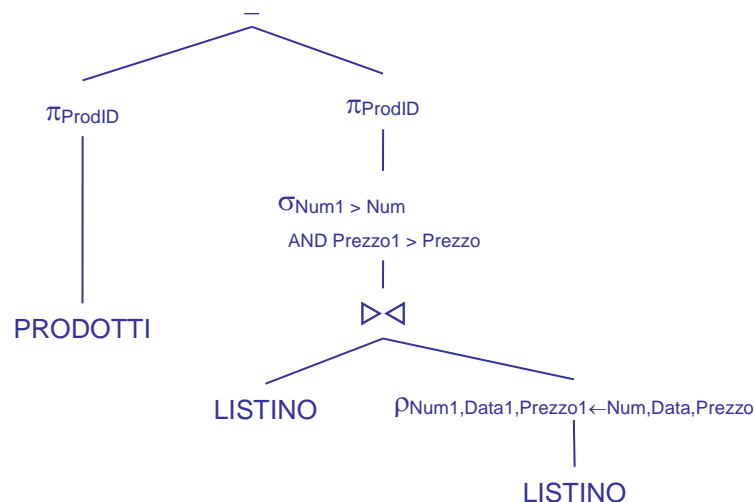 −
πProdID
πProdID
σNum1 > Num
AND Prezzo1 > Prezzo
PRODOTTI
▷◁
LISTINO
ρNum1,Data1,Prezzo1←Num,Data,Prezzo
LISTINO